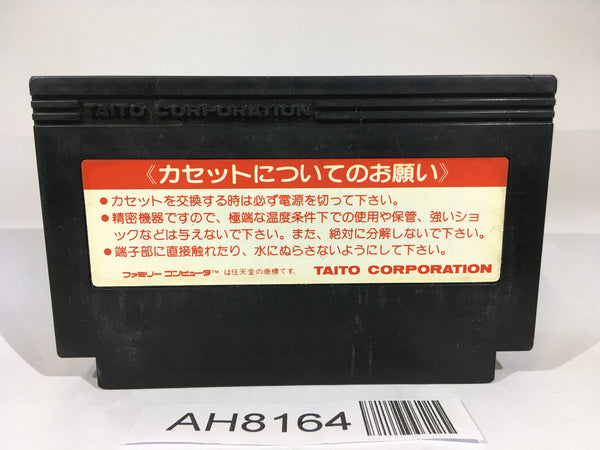 TAITO CORPORATION
《カセットについてのお願い》
●カセットを交換する時は必ず電源を切って下さい。
●精密機器ですので、極端な温度条件下での使用や保管、強いショ
ックなどは与えないで下さい。また、絶対に分解しないで下さい。
●端子部に直接触れたり、水にぬらさないようにして下さい。
ファミリーコンピュータ™は任天堂の商標です。 TAITO CORPORATION
AH8164